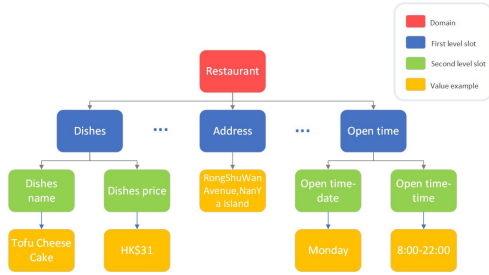 Domain
First level slot
Second level slot
Value example
Restaurant
Dishes
...
Address
...
Open time
Dishes
name
Dishes price
RongShuWan
Avenue,NanY
a Island
Open time-
date
Open time-
time
Tofu Cheese
Cake
HK$31
Monday
8:00-22:00